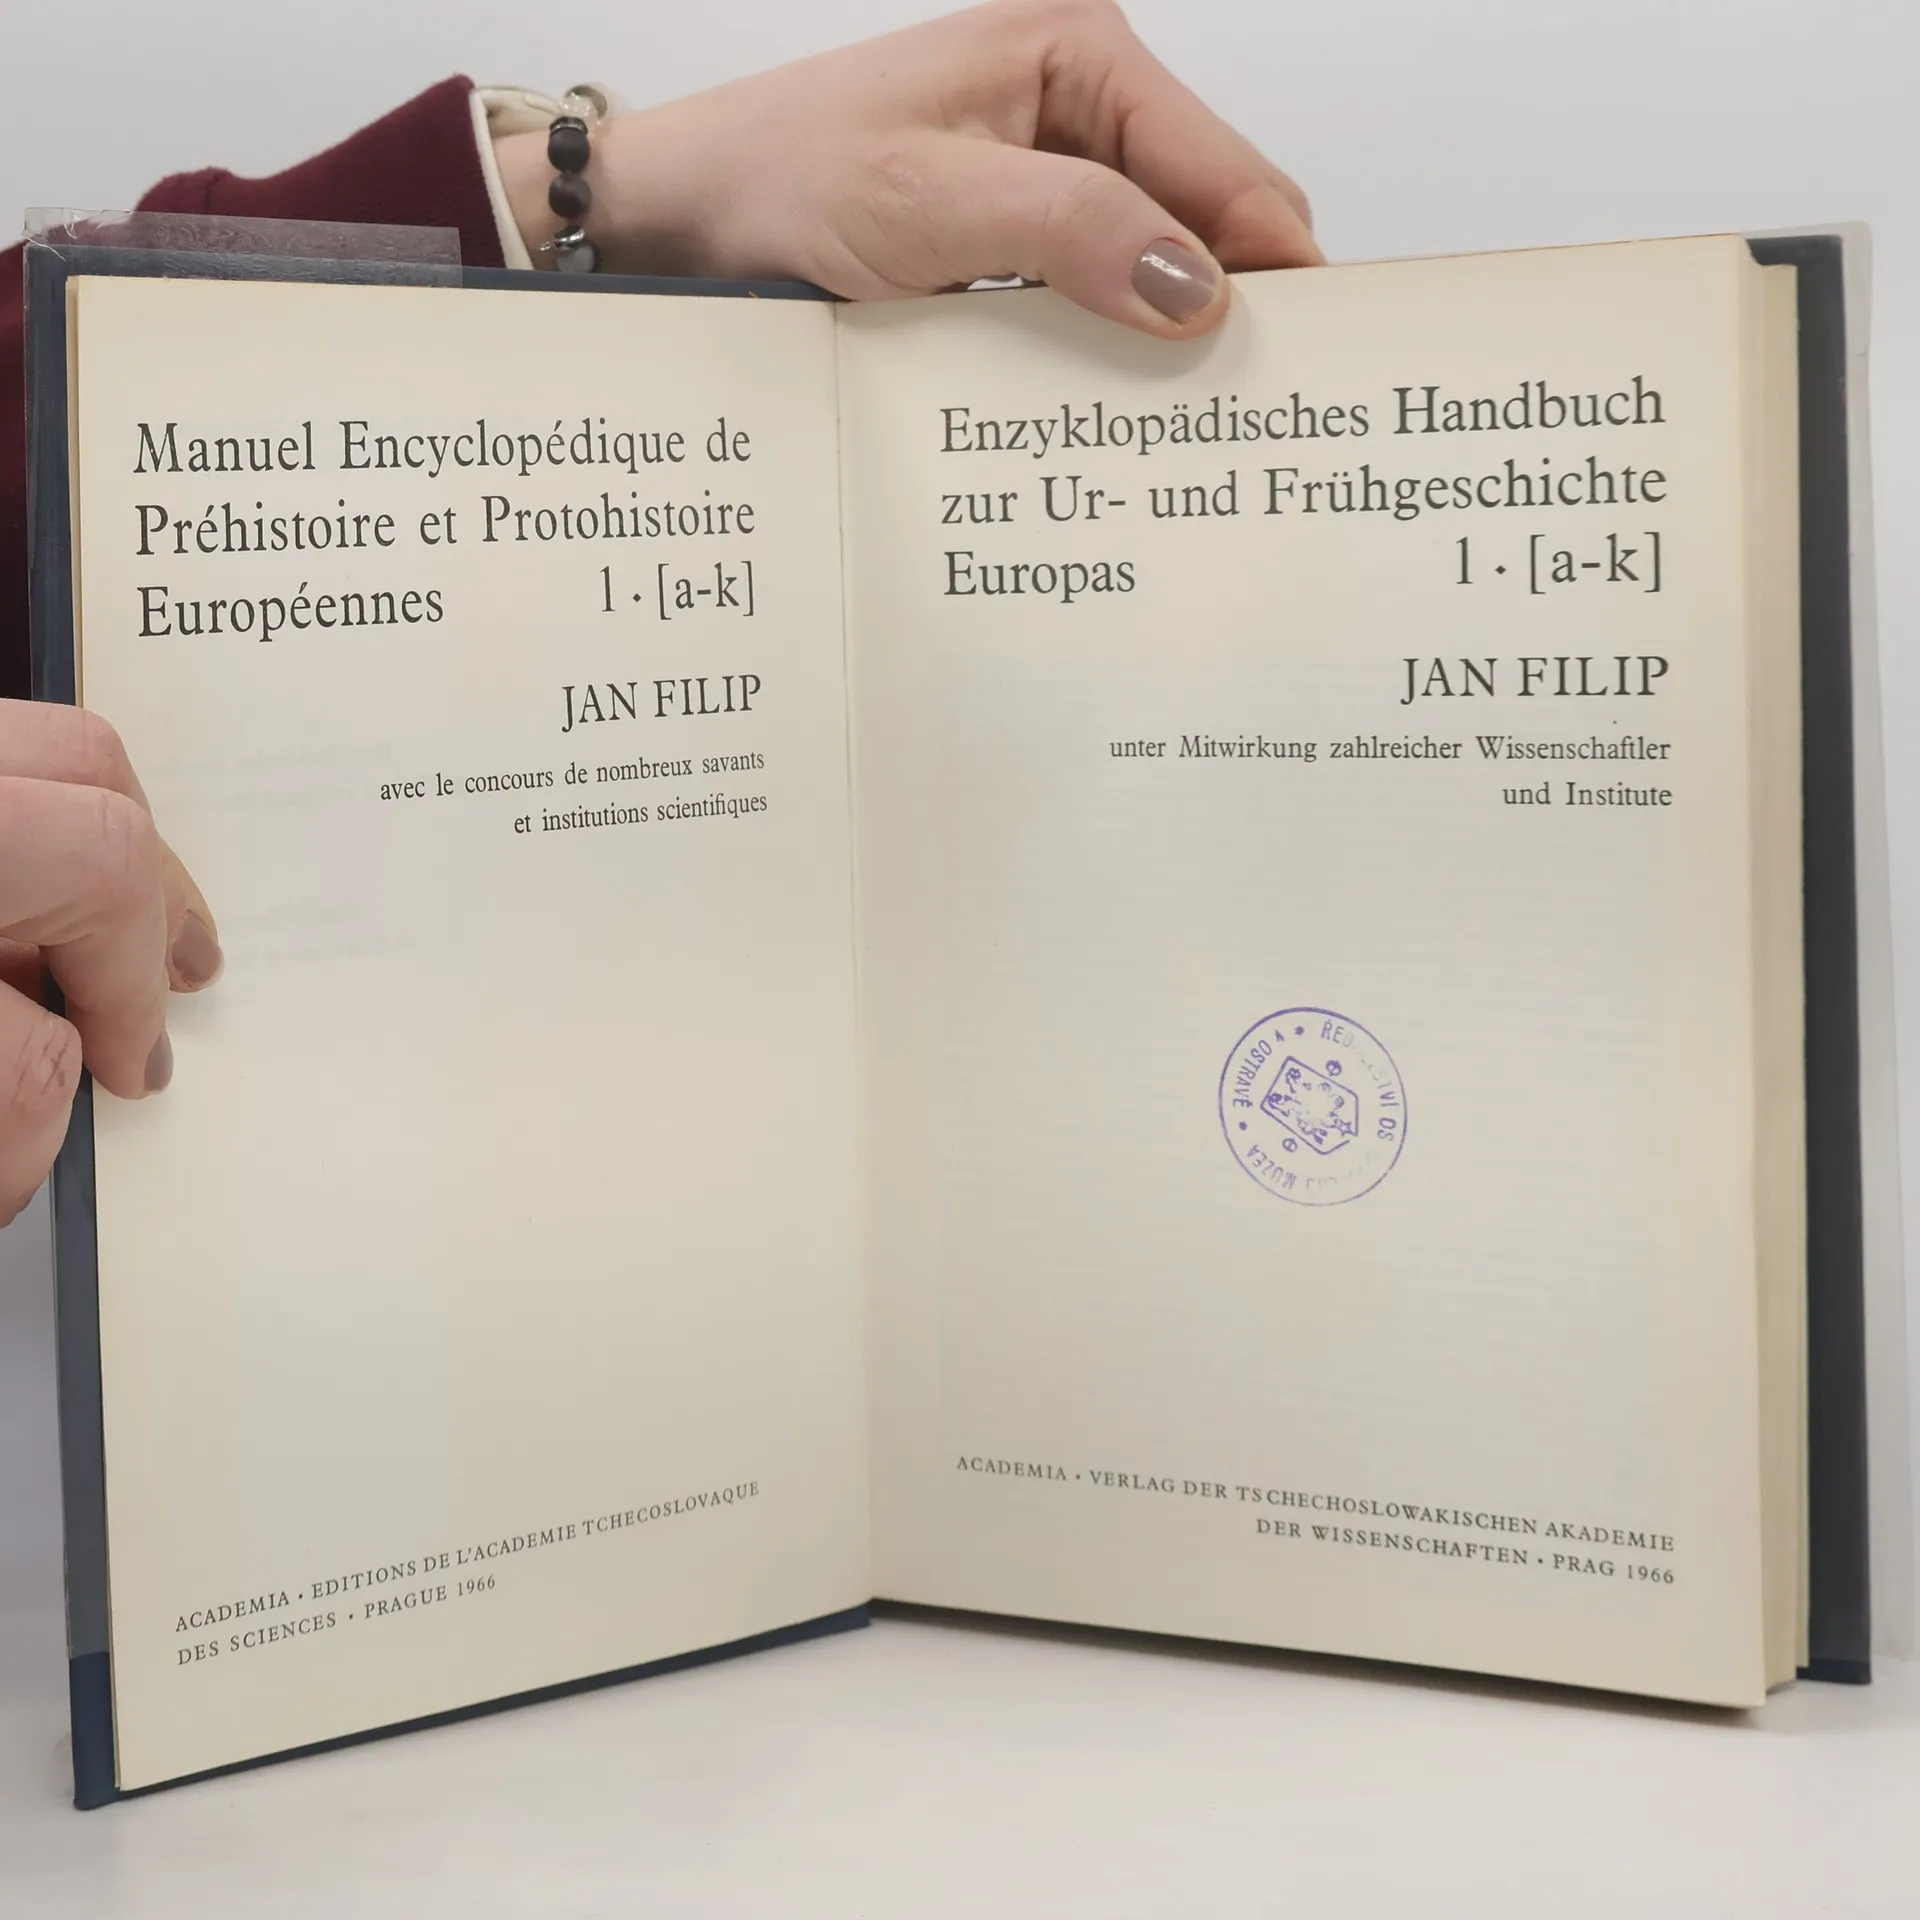 Manuel Encyclopédique de
Préhistoire et Protohistoire
Européennes 1 · [a-k]
JAN FILIP
avec le concours de nombreux savants
et institutions scientifiques
ACADEMIA · EDITIONS DE L'ACADEMIE TCHECOSLOVAQUE
DES SCIENCES · PRAGUE 1966
Enzyklopädisches Handbuch
zur Ur- und Frühgeschichte
Europas 1 · [a-k]
JAN FILIP
unter Mitwirkung zahlreicher Wissenschaftler
und Institute
MUZEA
OSTRAVĚ
ACADEMIA · VERLAG DER TSCHECHOSLOWAKISCHEN AKADEMIE
DER WISSENSCHAFTEN · PRAG 1966